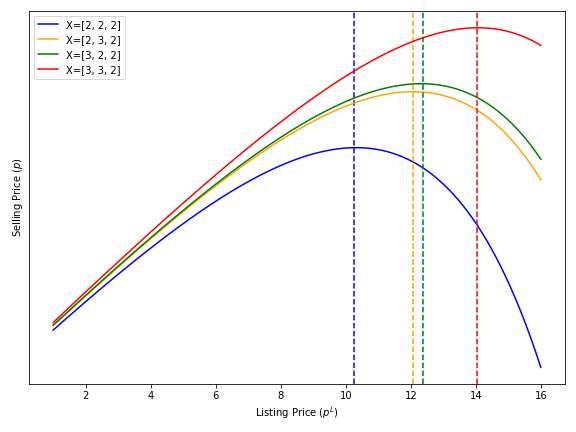 X=[2, 2, 2]
X=[2, 3, 2]
X=[3, 2, 2]
X=[3, 3, 2]
Selling Price (p)
2 4 6 8 10 12 14 16
Listing Price (p^L)